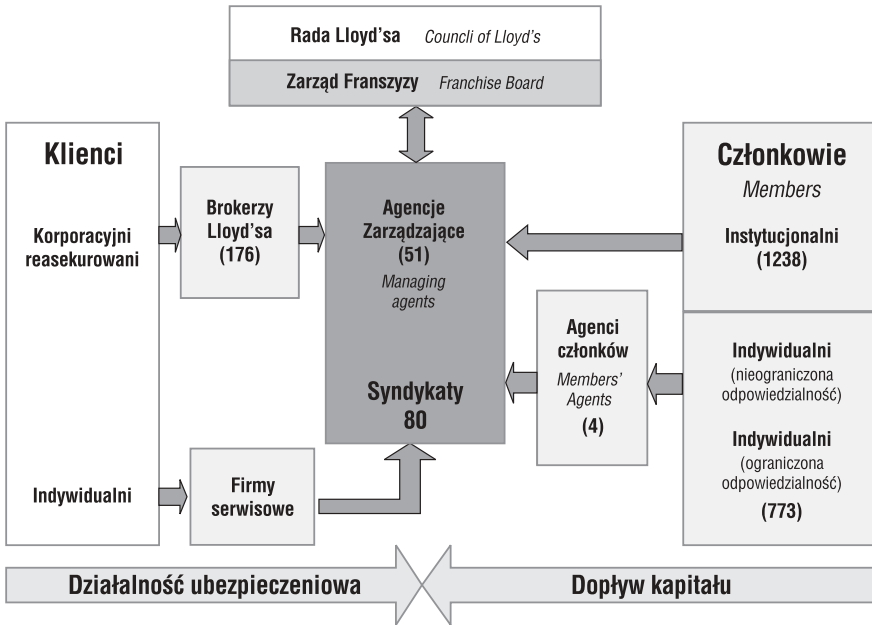 Rada Lloyd'sa Councli of Lloyd's
Zarząd Franszyzy Franchise Board
Klienci
Korporacyjni
reasekurowani
Indywidualni
Brokerzy
Lloyd'sa
(176)
Firmy
serwisowe
Agencje
Zarządzające
(51)
Managing
agents
Syndykaty
80
Agenci
członków
Members'
Agents
(4)
Członkowie
Members
Instytucjonalni
(1238)
Indywidualni
(nieograniczona
odpowiedzialność)
Indywidualni
(ograniczona
odpowiedzialność)
(773)
Działalność ubezpieczeniowa
Dopływ kapitału